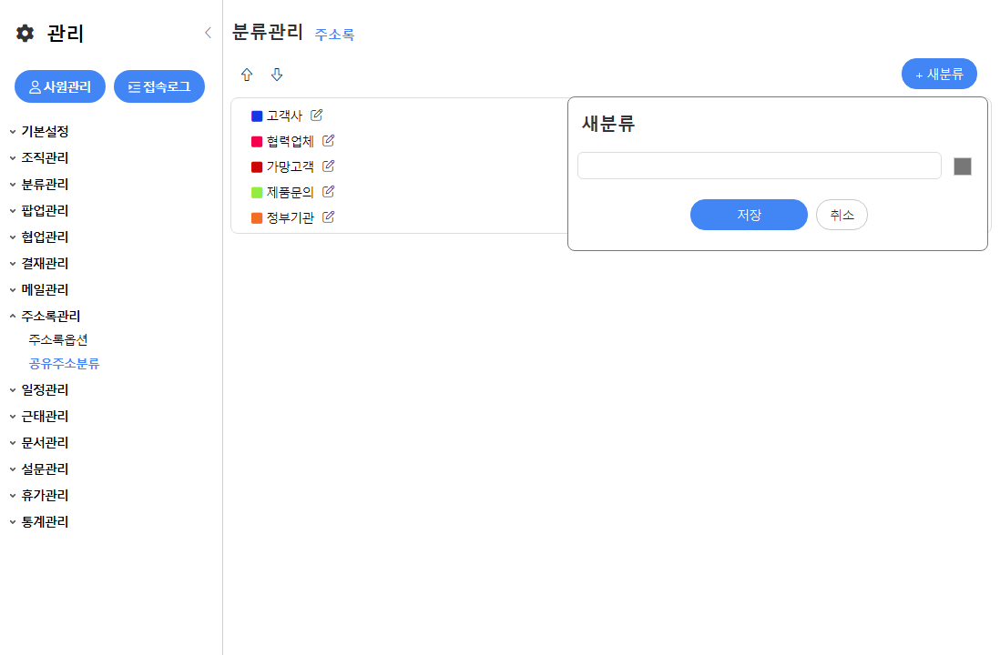 관리
사원관리 접속로그
기본설정
조직관리
분류관리
팝업관리
협업관리
결재관리
메일관리
주소록관리
주소록옵션
공유주소분류
일정관리
근태관리
문서관리
설문관리
휴가관리
통계관리
분류관리 주소록
+ 새분류
고객사
협력업체
가망고객
제품문의
정부기관
새분류
저장 취소